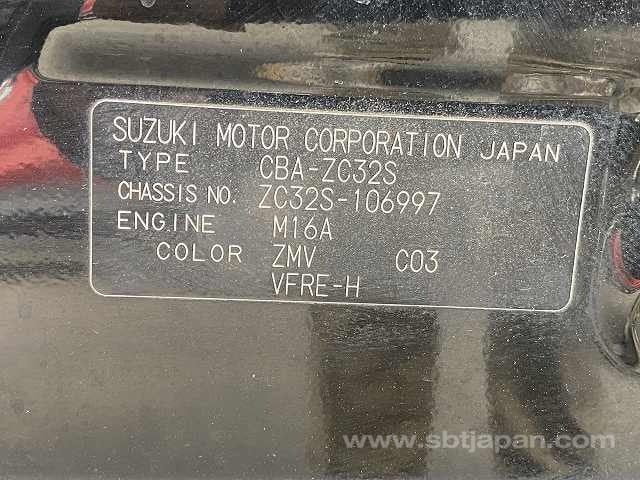 SUZUKI MOTOR CORPORATION JAPAN
TYPE CBA-ZC32S
CHASSIS NO. ZC32S-106997
ENGINE M16A
COLOR ZMV C03
VFRE-H
www.sbtjapan.com